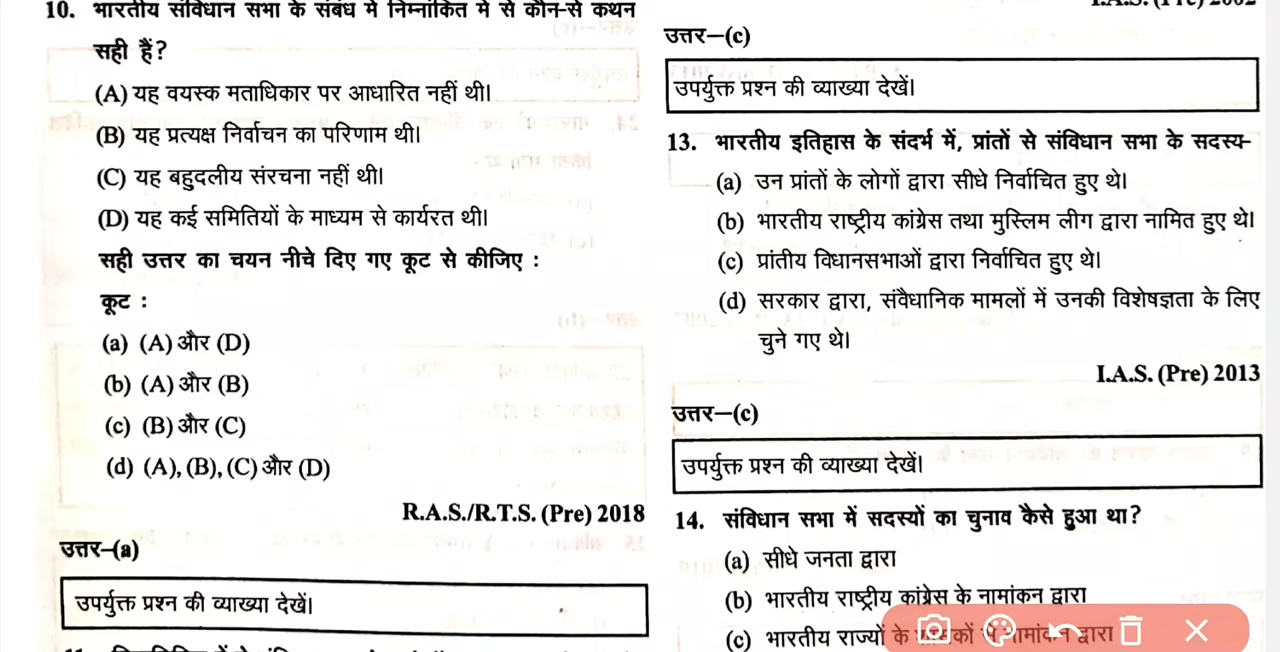 10. भारतीय संविधान सभा के संबंध में निम्नांकित में से कौन-से कथन
सही हैं?
(A) यह वयस्क मताधिकार पर आधारित नहीं थी।
(B) यह प्रत्यक्ष निर्वाचन का परिणाम थी।
(C) यह बहुदलीय संरचना नहीं थी।
(D) यह कई समितियों के माध्यम से कार्यरत थी।
सही उत्तर का चयन नीचे दिए गए कूट से कीजिए :
कूट :
(a) (A) और (D)
(b) (A) और (B)
(c) (B) और (C)
(d) (A), (B), (C) और (D)
R.A.S./R.T.S. (Pre) 2018
उत्तर–(a)
उपर्युक्त प्रश्न की व्याख्या देखें।
उत्तर–(c)
उपर्युक्त प्रश्न की व्याख्या देखें।
13. भारतीय इतिहास के संदर्भ में, प्रांतों से संविधान सभा के सदस्य–
(a) उन प्रांतों के लोगों द्वारा सीधे निर्वाचित हुए थे।
(b) भारतीय राष्ट्रीय कांग्रेस तथा मुस्लिम लीग द्वारा नामित हुए थे।
(c) प्रांतीय विधानसभाओं द्वारा निर्वाचित हुए थे।
(d) सरकार द्वारा, संवैधानिक मामलों में उनकी विशेषज्ञता के लिए
चुने गए थे।
I.A.S. (Pre) 2013
उत्तर–(c)
उपर्युक्त प्रश्न की व्याख्या देखें।
14. संविधान सभा में सदस्यों का चुनाव कैसे हुआ था?
(a) सीधे जनता द्वारा
(b) भारतीय राष्ट्रीय कांग्रेस के नामांकन द्वारा
(c) भारतीय राज्यों के द्वारा